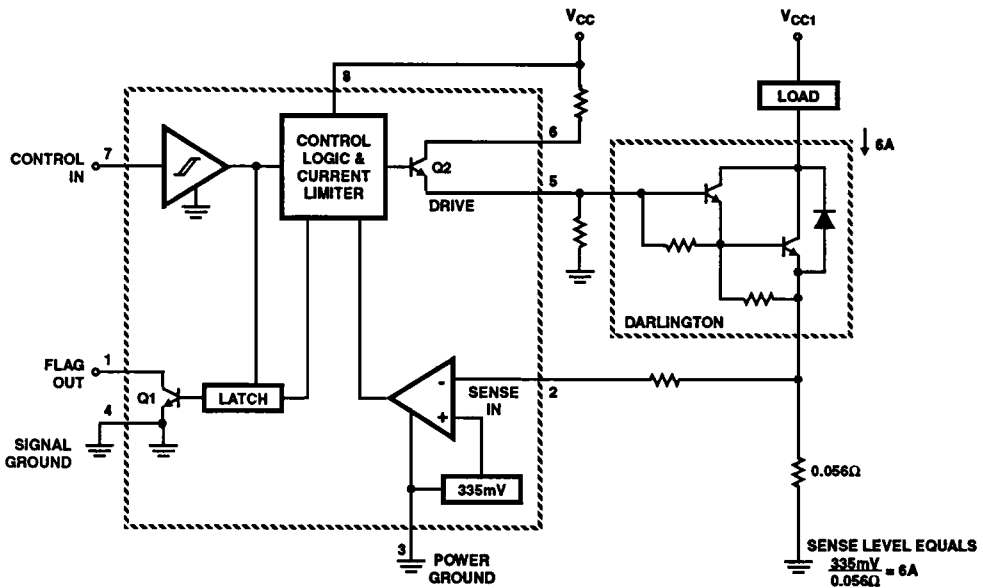 VCC
VCC1
8
LOAD
6A
CONTROL
IN
7
CONTROL
LOGIC &
CURRENT
LIMITER
6
Q2
5
DRIVE
DARLINGTON
FLAG
OUT
1
Q1
LATCH
4
SIGNAL
GROUND
-
+
SENSE
IN
2
335mV
3
POWER
GROUND
0.056Ω
SENSE LEVEL EQUALS
335mV
0.056Ω
= 6A